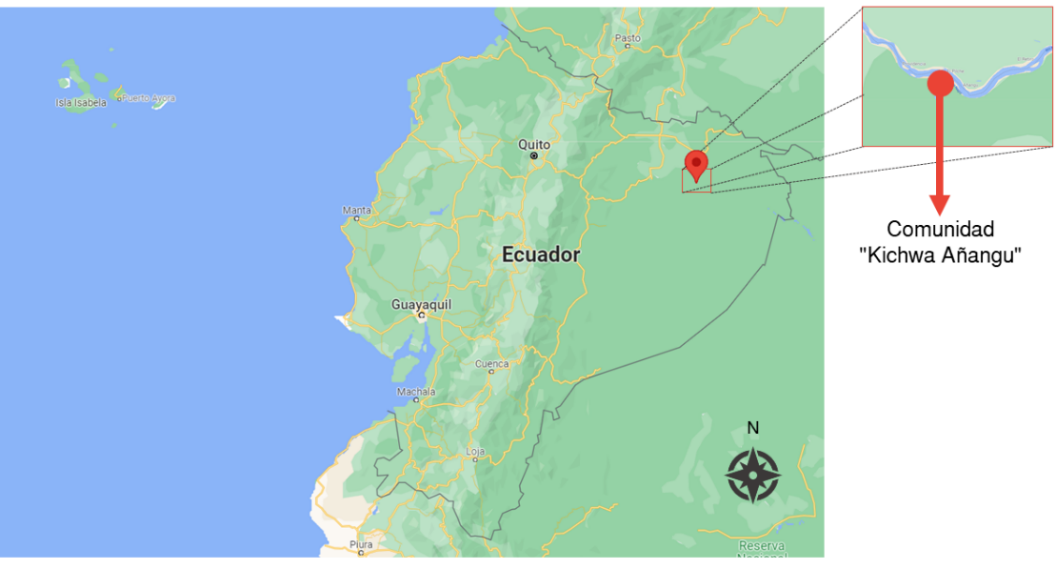 Pasto
Isla Isabela
Puerto Ayora
Quito
Manta
Comunidad
"Kichwa Añangu"
Ecuador
Guayaquil
Cuenca
Machala
N
Loja
Piura
Reserva